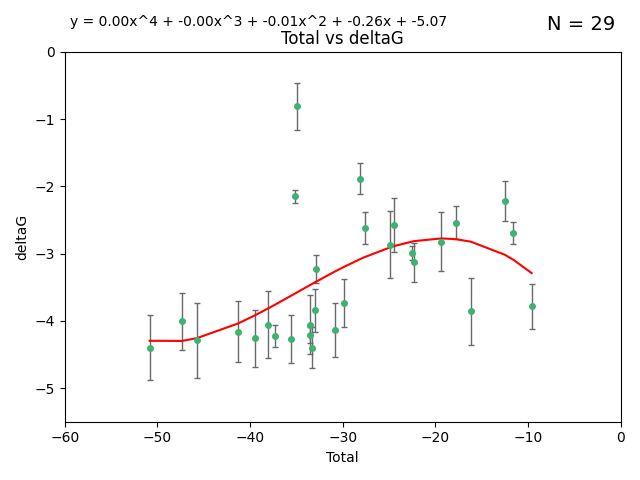 y = 0.00x^4 + -0.00x^3 + -0.01x^2 + -0.26x + -5.07
N = 29
Total vs deltaG
0
−1
−2
−3
−4
−5
deltaG
−60 −50 −40 −30 −20 −10 0
Total